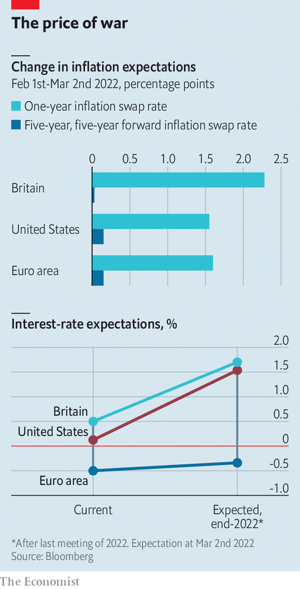 The price of war
Change in inflation expectations
Feb 1st-Mar 2nd 2022, percentage points
One-year inflation swap rate
Five-year, five-year forward inflation swap rate
0 0.5 1.0 1.5 2.0 2.5
Britain
United States
Euro area
Interest-rate expectations, %
2.0
1.5
1.0
Britain 0.5
United States 0
Euro area -0.5
-1.0
Current Expected,
end-2022*
*After last meeting of 2022. Expectation at Mar 2nd 2022
Source: Bloomberg
The Economist